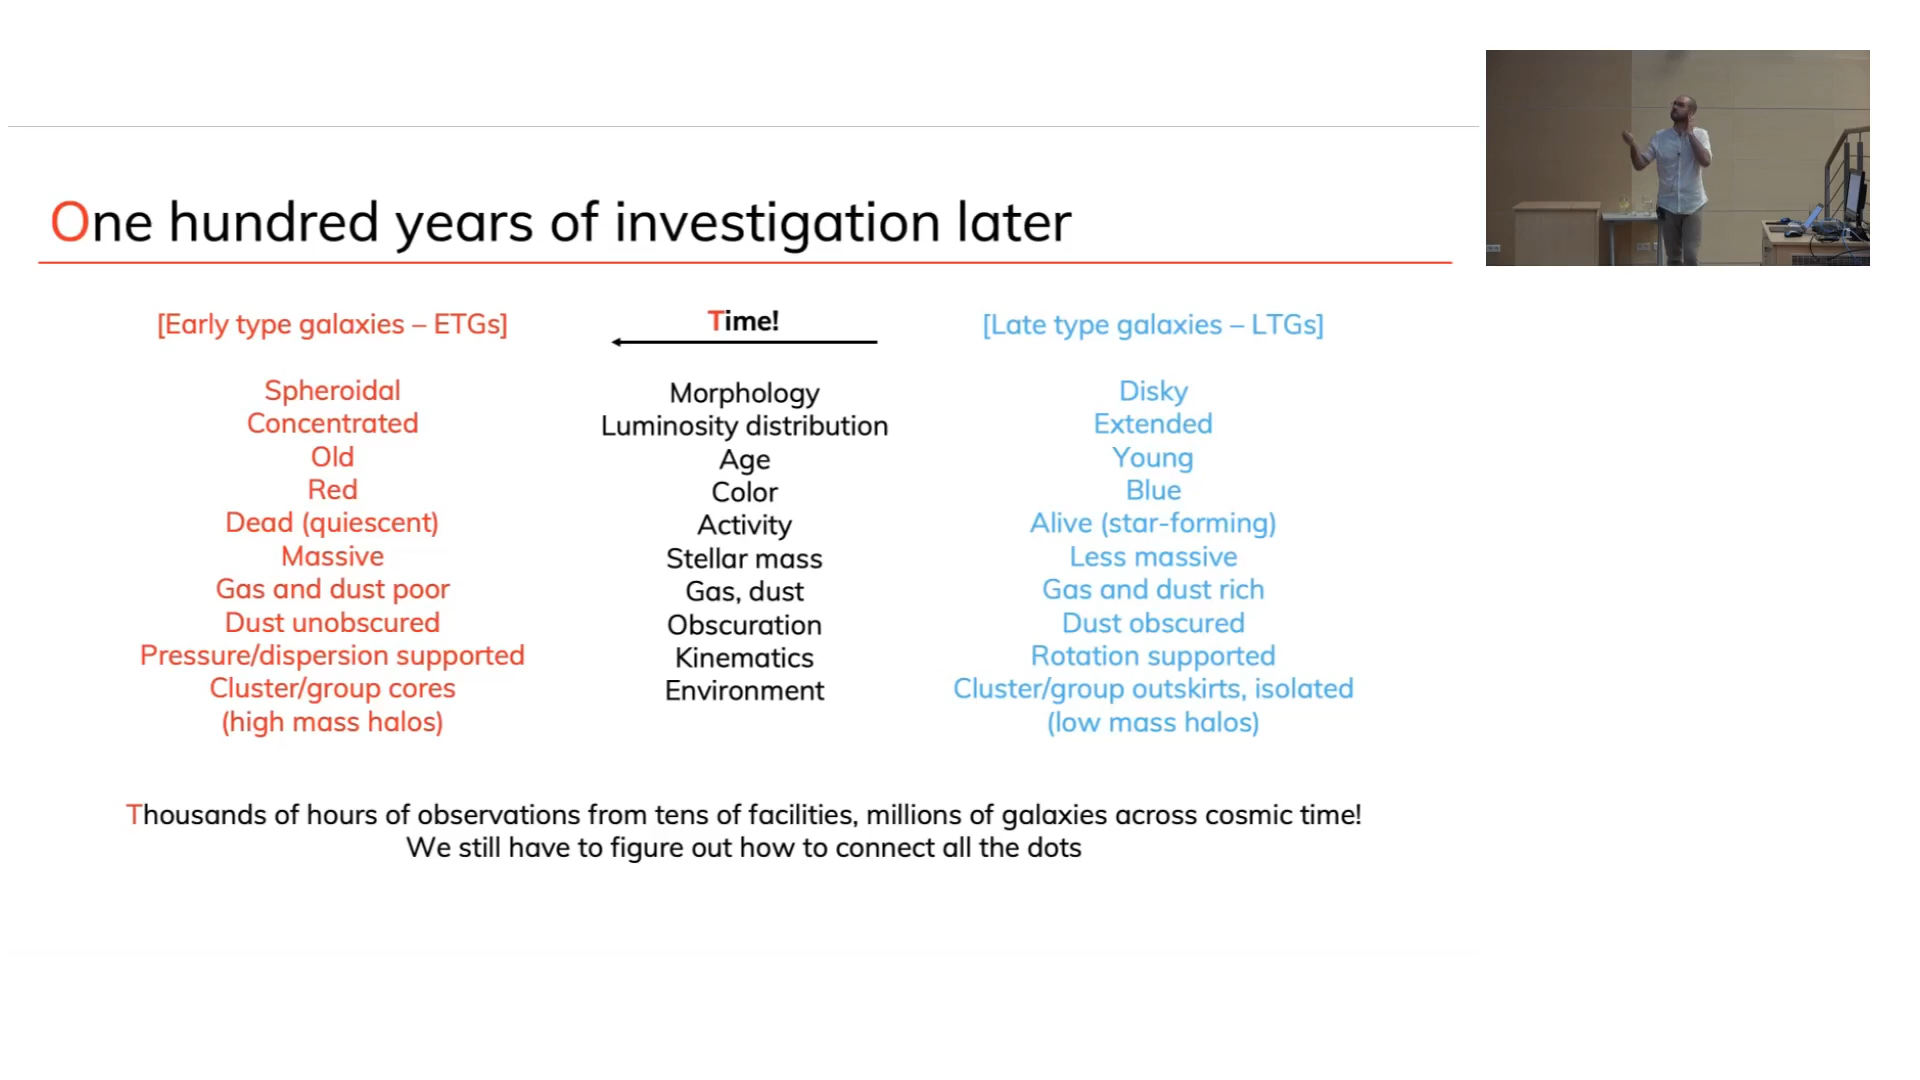 One hundred years of investigation later
[Early type galaxies – ETGs]
Time!
[Late type galaxies – LTGs]
Spheroidal
Morphology
Disky
Concentrated
Luminosity distribution
Extended
Old
Age
Young
Red
Color
Blue
Dead (quiescent)
Activity
Alive (star-forming)
Massive
Stellar mass
Less massive
Gas and dust poor
Gas, dust
Gas and dust rich
Dust unobscured
Obscuration
Dust obscured
Pressure/dispersion supported
Kinematics
Rotation supported
Cluster/group cores
Environment
Cluster/group outskirts, isolated
(high mass halos)
(low mass halos)
Thousands of hours of observations from tens of facilities, millions of galaxies across cosmic time!
We still have to figure out how to connect all the dots